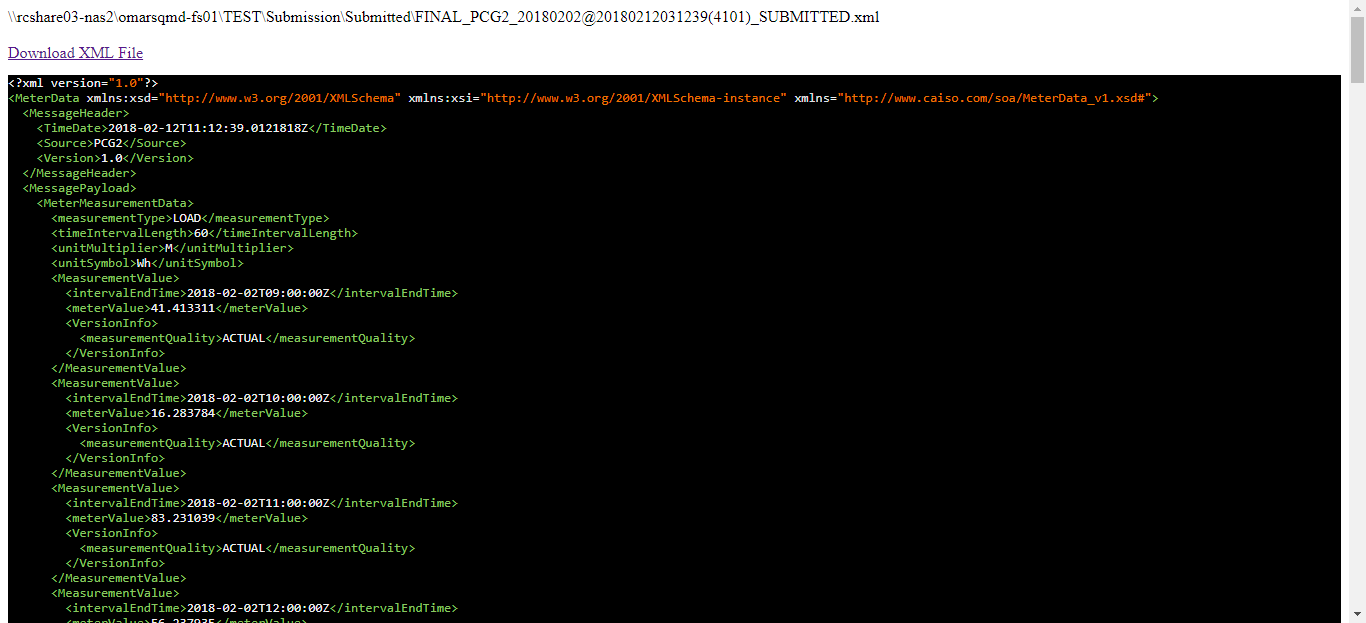 \\rcshare03-nas2\omarsqmd-fs01\TEST\Submission\Submitted\FINAL_PCG2_20180202@20180212031239(4101)_SUBMITTED.xml
Download XML File
<?xml version="1.0"?>
<MeterData xmlns:xsd="http://www.w3.org/2001/XMLSchema" xmlns:xsi="http://www.w3.org/2001/XMLSchema-instance" xmlns="http://www.caiso.com/soa/MeterData_v1.xsd#">
<MessageHeader>
<TimeDate>2018-02-12T11:12:39.0121818Z</TimeDate>
<Source>PCG2</Source>
<Version>1.0</Version>
</MessageHeader>
<MessagePayload>
<MeterMeasurementData>
<measurementType>LOAD</measurementType>
<timeIntervalLength>60</timeIntervalLength>
<unitMultiplier>M</unitMultiplier>
<unitSymbol>Wh</unitSymbol>
<MeasurementValue>
<intervalEndTime>2018-02-02T09:00:00Z</intervalEndTime>
<meterValue>41.413311</meterValue>
<VersionInfo>
<measurementQuality>ACTUAL</measurementQuality>
</VersionInfo>
</MeasurementValue>
<MeasurementValue>
<intervalEndTime>2018-02-02T10:00:00Z</intervalEndTime>
<meterValue>16.283784</meterValue>
<VersionInfo>
<measurementQuality>ACTUAL</measurementQuality>
</VersionInfo>
</MeasurementValue>
<MeasurementValue>
<intervalEndTime>2018-02-02T11:00:00Z</intervalEndTime>
<meterValue>83.231039</meterValue>
<VersionInfo>
<measurementQuality>ACTUAL</measurementQuality>
</VersionInfo>
</MeasurementValue>
<MeasurementValue>
<intervalEndTime>2018-02-02T12:00:00Z</intervalEndTime>
<meterValue>56.237935</meterValue>